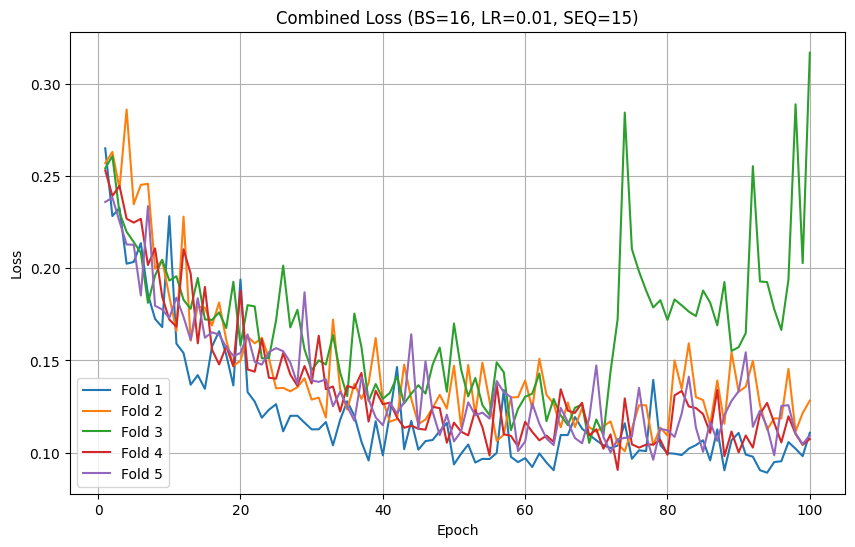 Combined Loss (BS=16, LR=0.01, SEQ=15)
0.30
0.25
0.20
0.15
0.10
Loss
Fold 1
Fold 2
Fold 3
Fold 4
Fold 5
0 20 40 60 80 100
Epoch